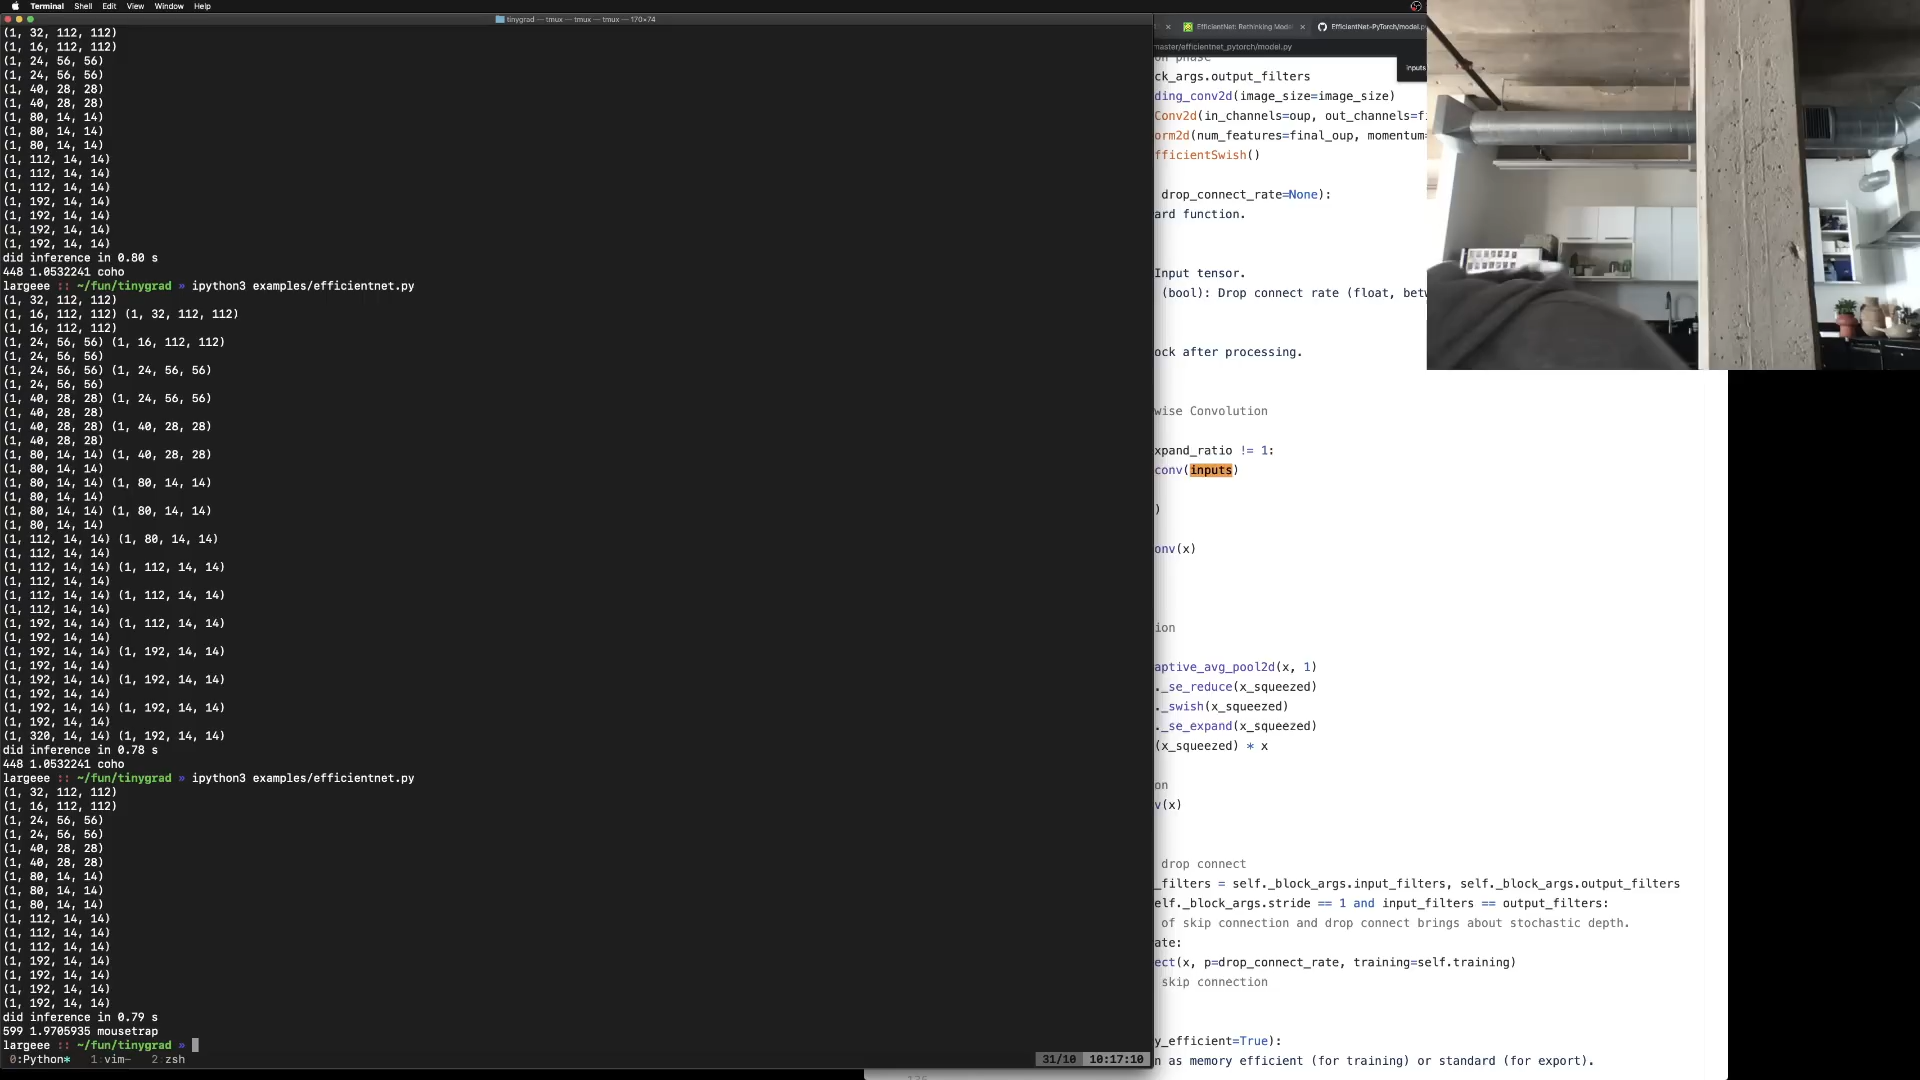 Terminal Shell Edit View Window Help
tinygrad — tmux — tmux — tmux — 170×74
(1, 32, 112, 112)
(1, 16, 112, 112)
(1, 24, 56, 56)
(1, 24, 56, 56)
(1, 40, 28, 28)
(1, 40, 28, 28)
(1, 80, 14, 14)
(1, 80, 14, 14)
(1, 80, 14, 14)
(1, 112, 14, 14)
(1, 112, 14, 14)
(1, 112, 14, 14)
(1, 192, 14, 14)
(1, 192, 14, 14)
(1, 192, 14, 14)
(1, 192, 14, 14)
did inference in 0.80 s
448 1.0532241 coho
largeee :: ~/fun/tinygrad » ipython3 examples/efficientnet.py
(1, 32, 112, 112)
(1, 16, 112, 112) (1, 32, 112, 112)
(1, 16, 112, 112)
(1, 24, 56, 56) (1, 16, 112, 112)
(1, 24, 56, 56)
(1, 24, 56, 56) (1, 24, 56, 56)
(1, 24, 56, 56)
(1, 40, 28, 28) (1, 24, 56, 56)
(1, 40, 28, 28)
(1, 40, 28, 28) (1, 40, 28, 28)
(1, 40, 28, 28)
(1, 80, 14, 14) (1, 40, 28, 28)
(1, 80, 14, 14)
(1, 80, 14, 14) (1, 80, 14, 14)
(1, 80, 14, 14)
(1, 80, 14, 14) (1, 80, 14, 14)
(1, 80, 14, 14)
(1, 112, 14, 14) (1, 80, 14, 14)
(1, 112, 14, 14)
(1, 112, 14, 14) (1, 112, 14, 14)
(1, 112, 14, 14)
(1, 112, 14, 14) (1, 112, 14, 14)
(1, 112, 14, 14)
(1, 192, 14, 14) (1, 112, 14, 14)
(1, 192, 14, 14)
(1, 192, 14, 14) (1, 192, 14, 14)
(1, 192, 14, 14)
(1, 192, 14, 14) (1, 192, 14, 14)
(1, 192, 14, 14)
(1, 192, 14, 14) (1, 192, 14, 14)
(1, 192, 14, 14)
(1, 320, 14, 14) (1, 192, 14, 14)
did inference in 0.78 s
448 1.0532241 coho
largeee :: ~/fun/tinygrad » ipython3 examples/efficientnet.py
(1, 32, 112, 112)
(1, 16, 112, 112)
(1, 24, 56, 56)
(1, 24, 56, 56)
(1, 40, 28, 28)
(1, 40, 28, 28)
(1, 80, 14, 14)
(1, 80, 14, 14)
(1, 80, 14, 14)
(1, 112, 14, 14)
(1, 112, 14, 14)
(1, 112, 14, 14)
(1, 192, 14, 14)
(1, 192, 14, 14)
(1, 192, 14, 14)
(1, 192, 14, 14)
did inference in 0.79 s
599 1.9705935 mousetrap
largeee :: ~/fun/tinygrad »
0:Python* 1:vim- 2:zsh 31/10 10:17:10
EfficientNet: Rethinking Mode EfficientNet-PyTorch/model.p
master/efficientnet_pytorch/model.py
inputs
on phase
ck_args.output_filters
ding_conv2d(image_size=image_size)
Conv2d(in_channels=oup, out_channels=fi
orm2d(num_features=final_oup, momentum=
fficientSwish()
drop_connect_rate=None):
ard function.
Input tensor.
(bool): Drop connect rate (float, betw
ock after processing.
wise Convolution
xpand_ratio != 1:
conv(inputs)
)
onv(x)
ion
aptive_avg_pool2d(x, 1)
._se_reduce(x_squeezed)
._swish(x_squeezed)
._se_expand(x_squeezed)
(x_squeezed) * x
on
v(x)
drop connect
_filters = self._block_args.input_filters, self._block_args.output_filters
elf._block_args.stride == 1 and input_filters == output_filters:
of skip connection and drop connect brings about stochastic depth.
ate:
ect(x, p=drop_connect_rate, training=self.training)
skip connection
y_efficient=True):
n as memory efficient (for training) or standard (for export).